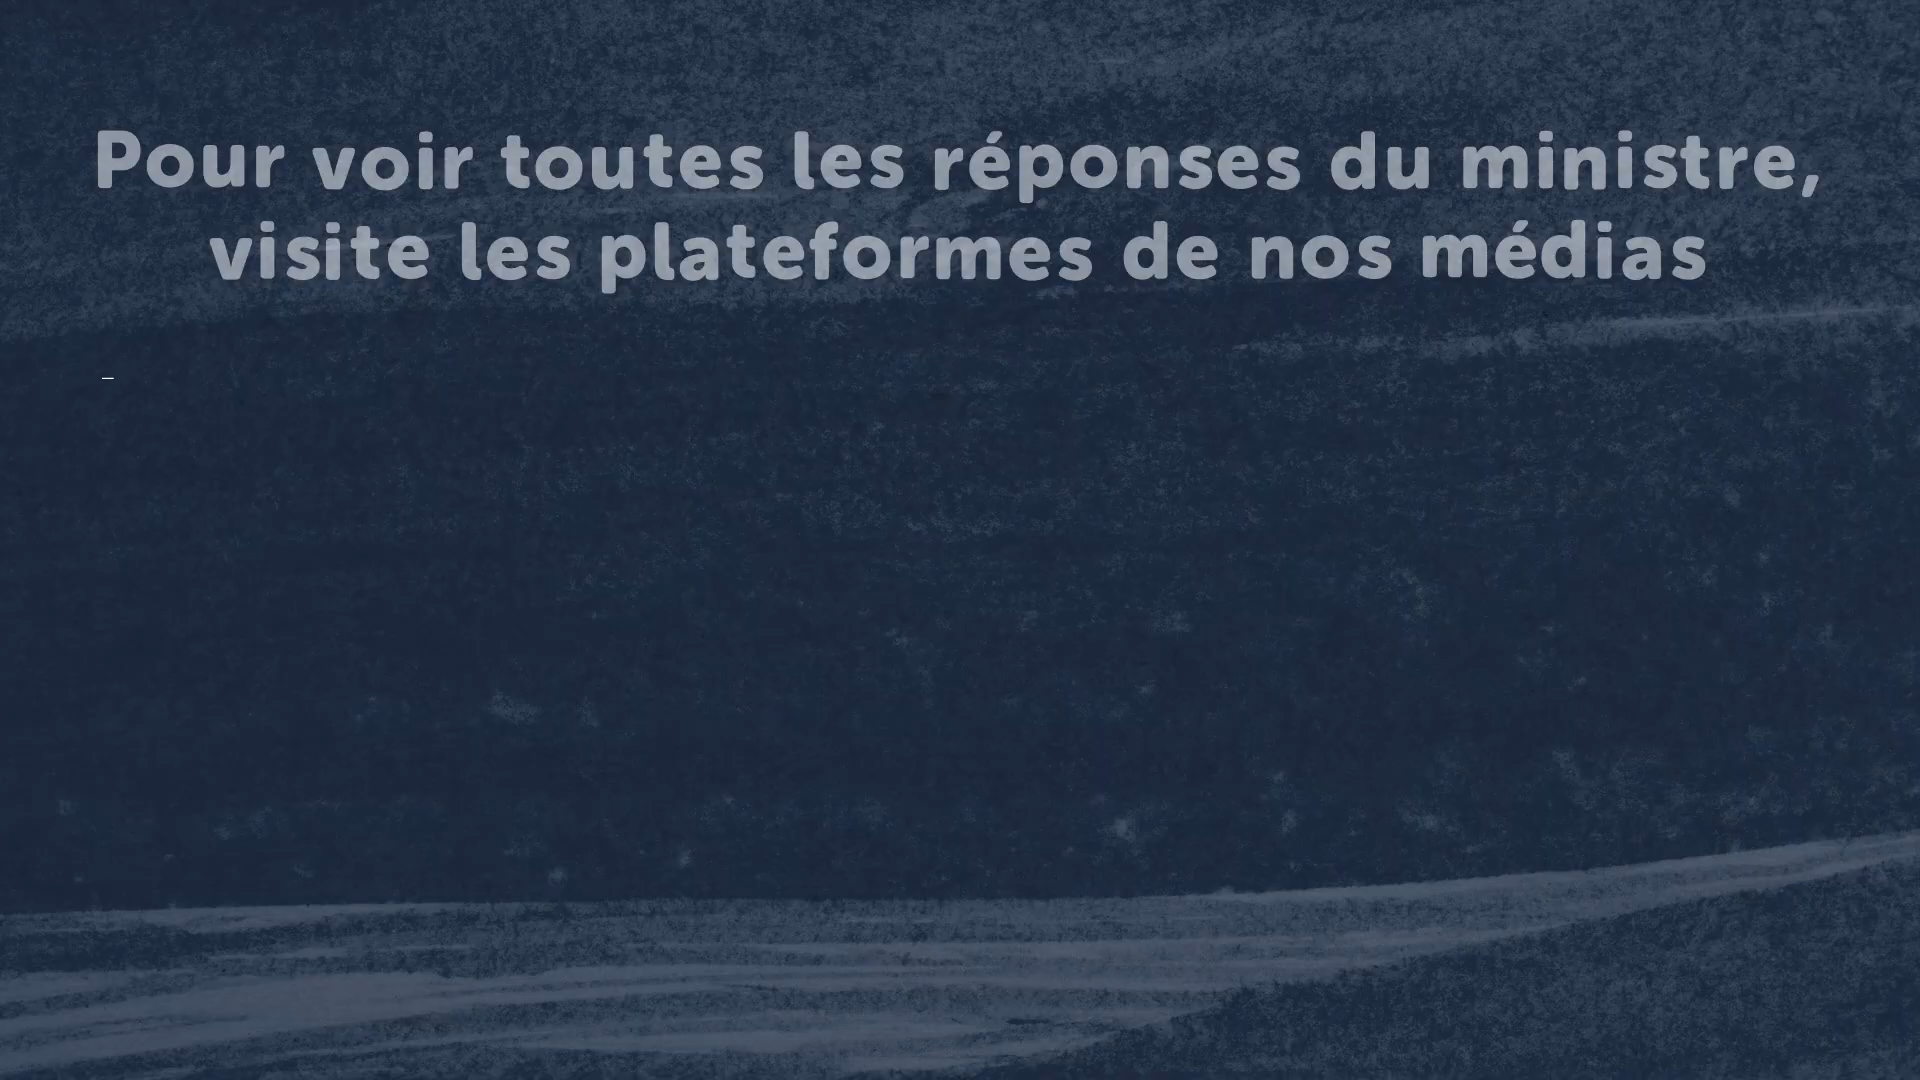 Pour voir toutes les réponses du ministre,
visite les plateformes de nos médias